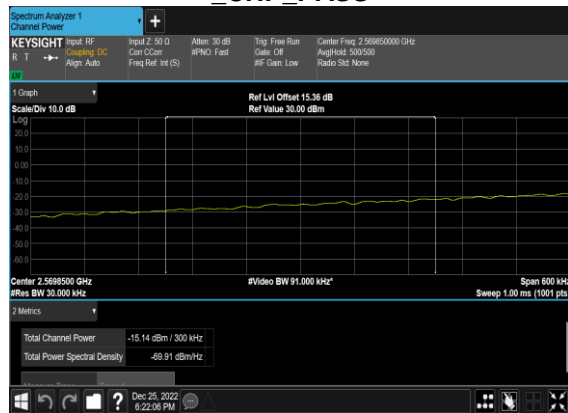 Spectrum Analyzer 1
Channel Power
KEYSIGHT
R T
LXI
Input: RF
Coupling: DC
Align: Auto
Input Z: 50 Ω
Corr CCorr
Freq Ref: Int (S)
Atten: 30 dB
#PNO: Fast
Trig: Free Run
Gate: Off
#IF Gain: Low
Center Freq: 2.569850000 GHz
Avg|Hold: 500/500
Radio Std: None
1 Graph
Scale/Div 10.0 dB
Ref Lvl Offset 15.36 dB
Ref Value 30.00 dBm
Log
20.0
10.0
0.00
-10.0
-20.0
-30.0
-40.0
-50.0
-60.0
Center 2.5698500 GHz
#Res BW 30.000 kHz
#Video BW 91.000 kHz*
Span 600 kHz
Sweep 1.00 ms (1001 pts
2 Metrics
Total Channel Power -15.14 dBm / 300 kHz
Total Power Spectral Density -69.91 dBm/Hz
?
Dec 25, 2022
6:22:06 PM